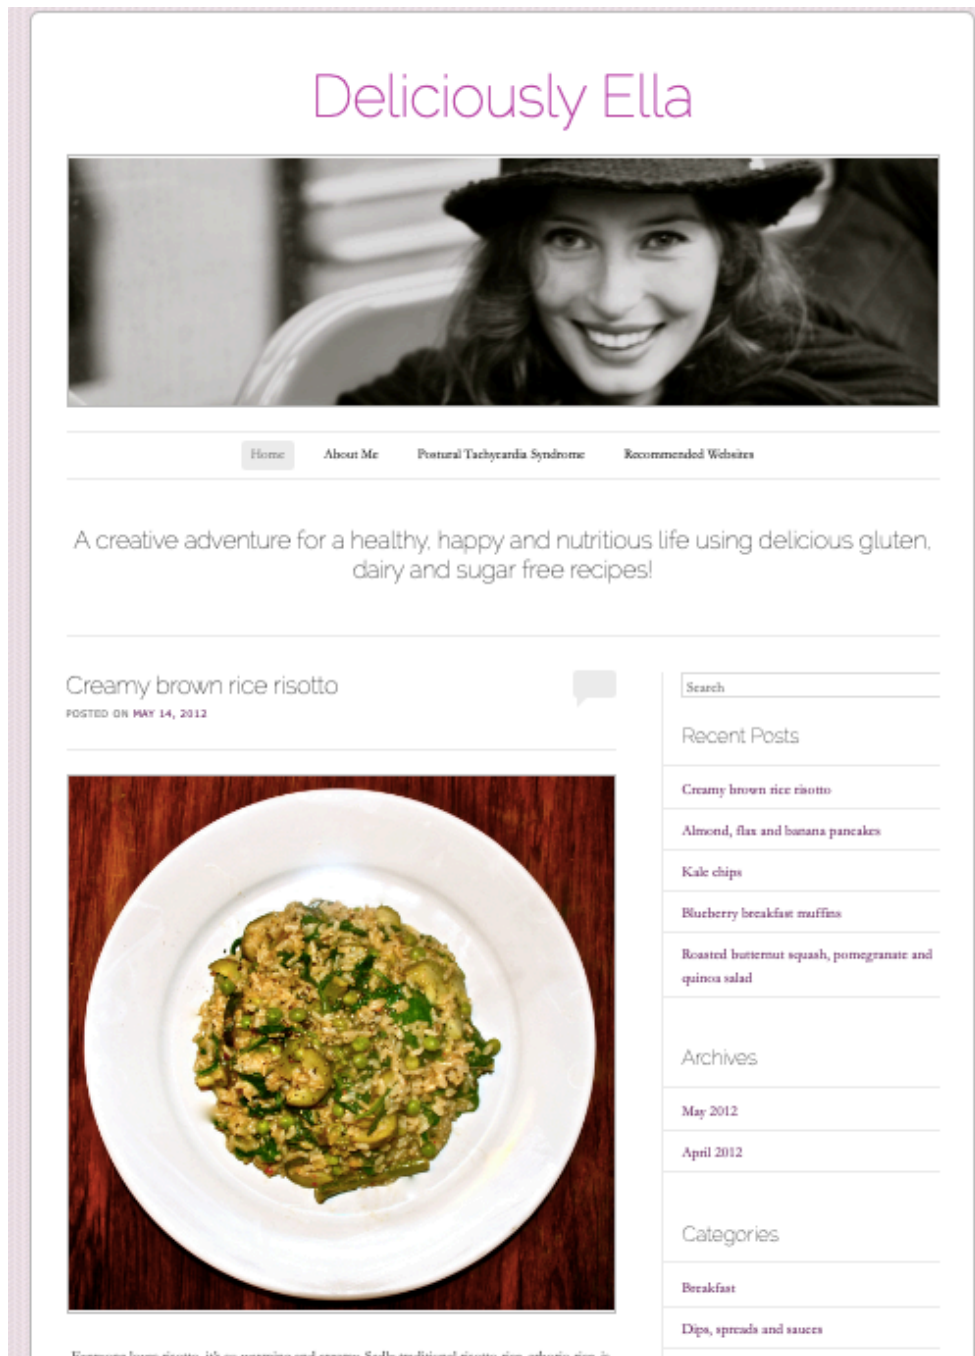 Deliciously Ella
Home About Me Postural Tachycardia Syndrome Recommended Websites
A creative adventure for a healthy, happy and nutritious life using delicious gluten,
dairy and sugar free recipes!
Creamy brown rice risotto
POSTED ON MAY 14, 2012
Search
Recent Posts
Creamy brown rice risotto
Almond, flax and banana pancakes
Kale chips
Blueberry breakfast muffins
Roasted butternut squash, pomegranate and
quinoa salad
Archives
May 2012
April 2012
Categories
Breakfast
Dips, spreads and sauces